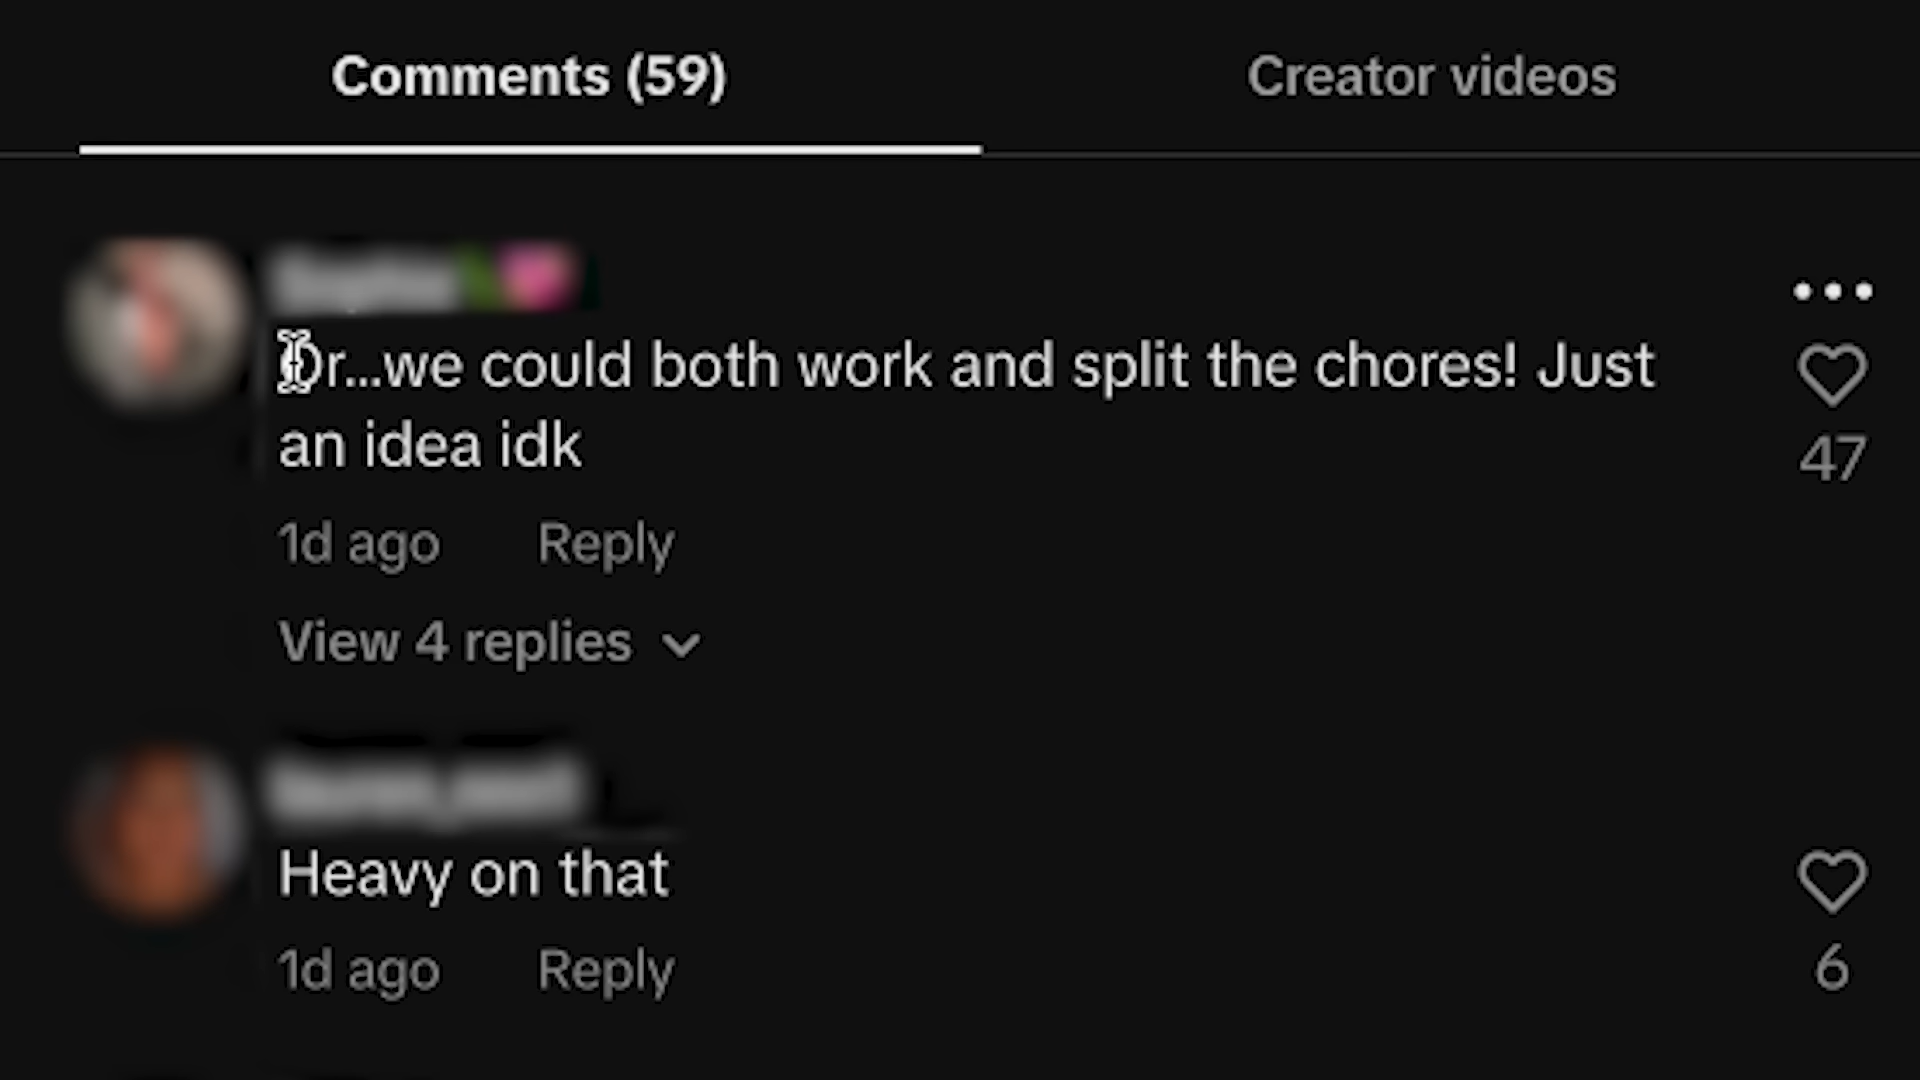 Comments (59)
Creator videos
Or...we could both work and split the chores! Just
an idea idk
47
1d ago
Reply
View 4 replies
Heavy on that
1d ago
Reply
6